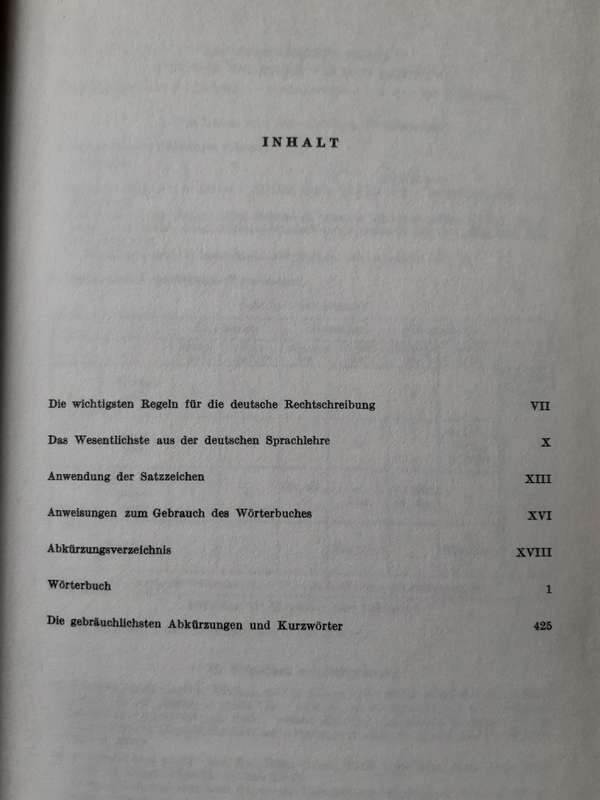 INHALT
Die wichtigsten Regeln für die deutsche Rechtschreibung VII
Das Wesentlichste aus der deutschen Sprachlehre X
Anwendung der Satzzeichen XIII
Anweisungen zum Gebrauch des Wörterbuches XVI
Abkürzungsverzeichnis XVIII
Wörterbuch 1
Die gebräuchlichsten Abkürzungen und Kurzwörter 425